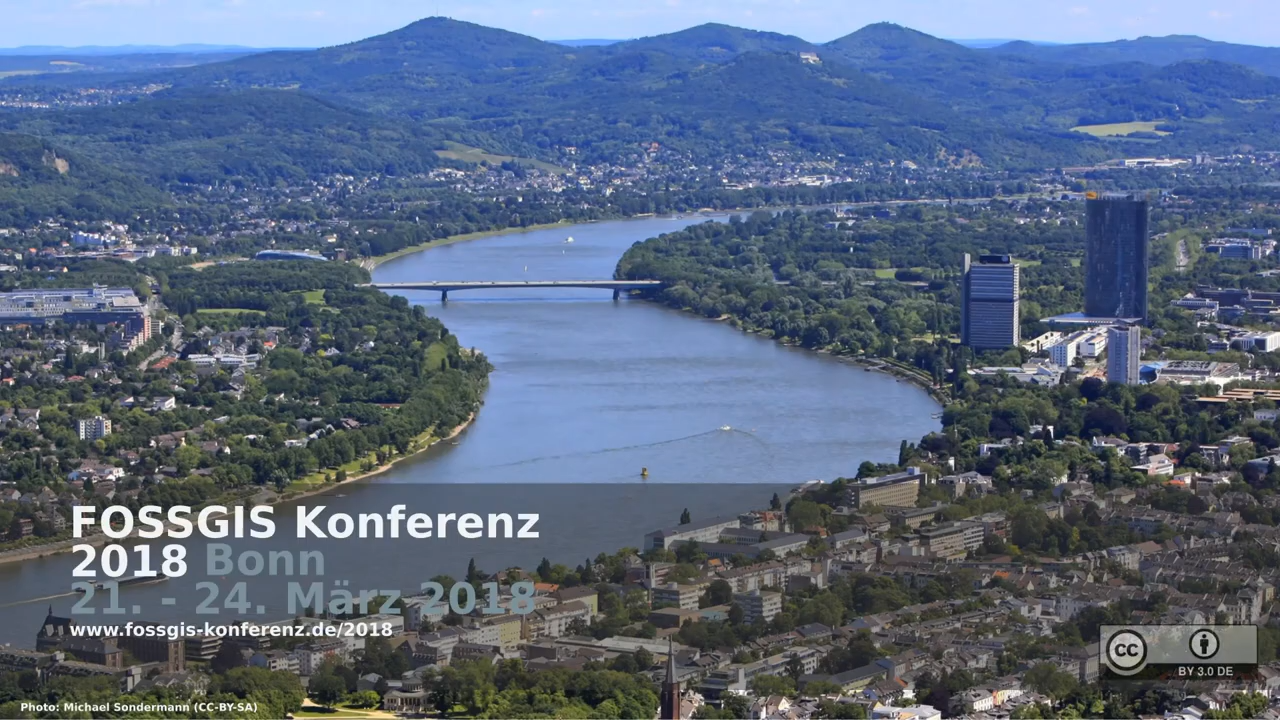 FOSSGIS Konferenz
2018 Bonn
21. - 24. März 2018
www.fossgis-konferenz.de/2018
cc
BY 3.0 DE
Photo: Michael Sondermann (CC-BY-SA)